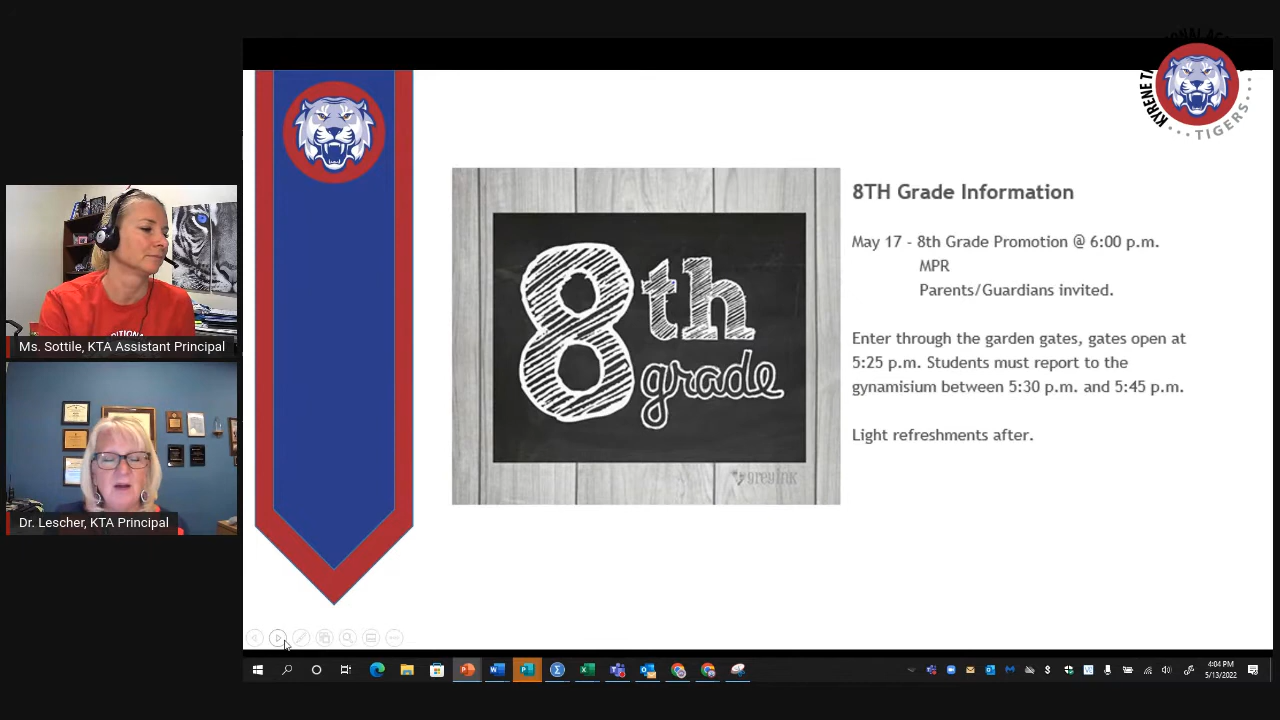 KYRENE
TIGERS
8th
grade
greyink
8TH Grade Information
May 17 - 8th Grade Promotion @ 6:00 p.m.
MPR
Parents/Guardians invited.
Enter through the garden gates, gates open at
5:25 p.m. Students must report to the
gynamisium between 5:30 p.m. and 5:45 p.m.
Light refreshments after.
Ms. Sottile, KTA Assistant Principal
Dr. Lescher, KTA Principal
4:04 PM
5/13/2022